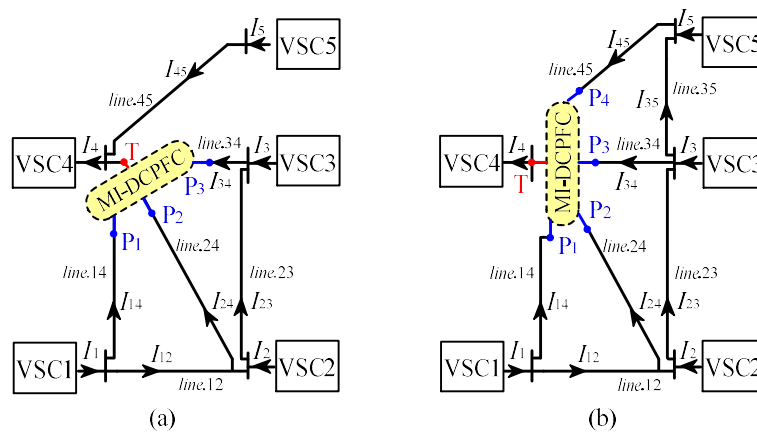 I5
VSC5
I45
line.45
I4
T
line.34
I3
VSC4
MI-DCPFC
VSC3
P3
I34
P2
P1
line.24
line.14
line.23
I14
I24
I23
I1
I12
I2
VSC1
VSC2
line.12
(a)
I5
VSC5
I45
line.45
P4
line.35
I35
I4
P3
line.34
I3
VSC4
MI-DCPFC
VSC3
T
I34
P2
P1
line.24
line.14
line.23
I14
I24
I23
I1
I12
I2
VSC1
VSC2
line.12
(b)